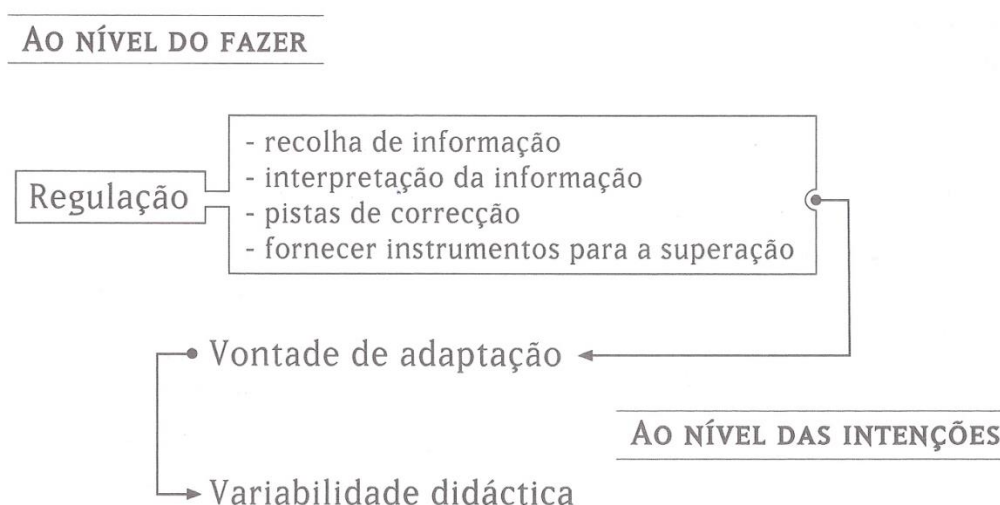 AO NÍVEL DO FAZER
Regulação
- recolha de informação
- interpretação da informação
- pistas de correcção
- fornecer instrumentos para a superação
Vontade de adaptação
AO NÍVEL DAS INTENÇÕES
Variabilidade didáctica